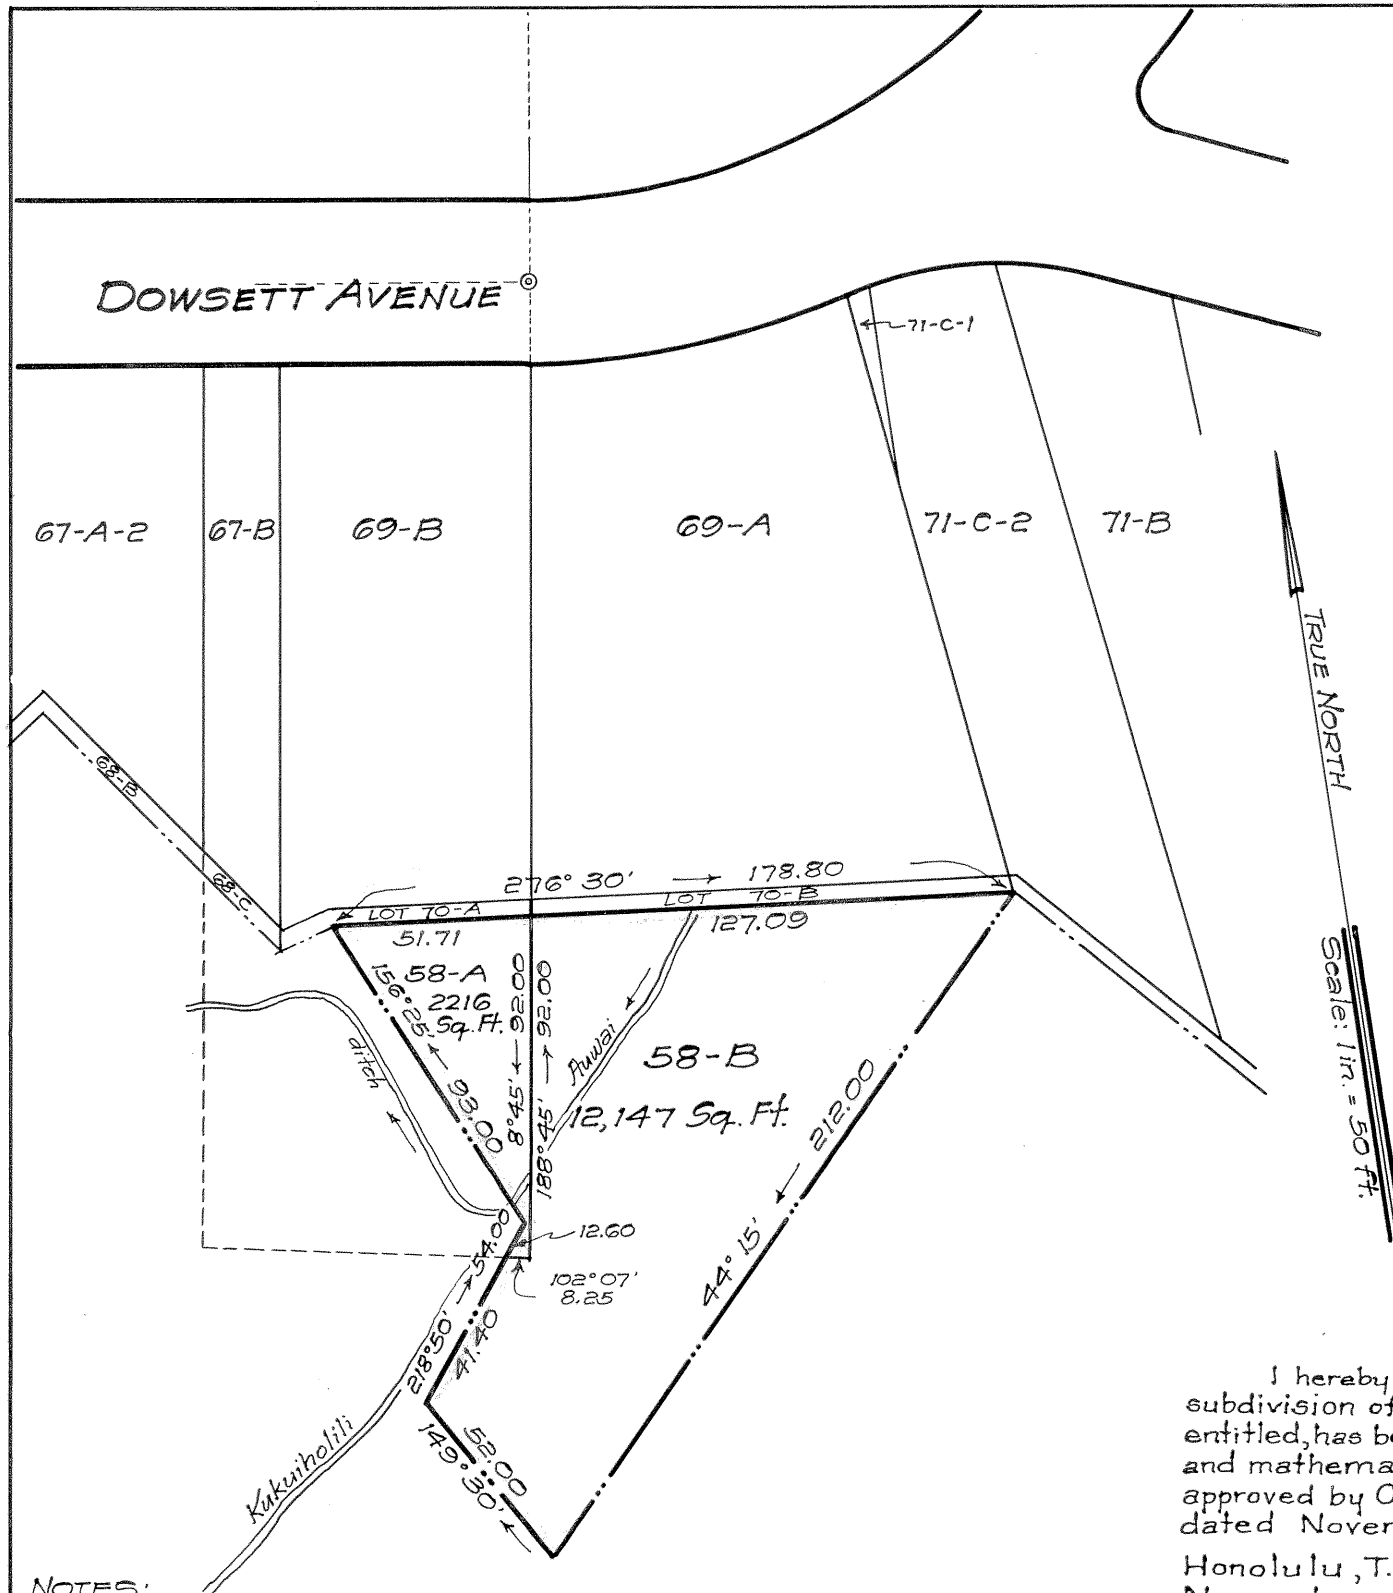 DOWSETT AVENUE
71-C-1
67-A-2
67-B
69-B
69-A
71-C-2
71-B
TRUE NORTH
Scale: 1 in. = 50 ft.
68-B
68-C
276° 30' 178.80
LOT 70-A
LOT 70-B
51.71
127.09
58-A
2216
Sq. Ft.
156° 25' 93.00
8° 45' 92.00
188° 45' 92.00
Auwai
ditch
58-B
12,147 Sq. Ft.
44° 15' 212.00
12.60
102° 07'
8.25
218° 50' 54.00
41.40
52.00
149° 30'
Kukuiholili
I hereby
subdivision of
entitled, has be
and mathema
approved by O
dated Novem
Honolulu, T.
NOTES: